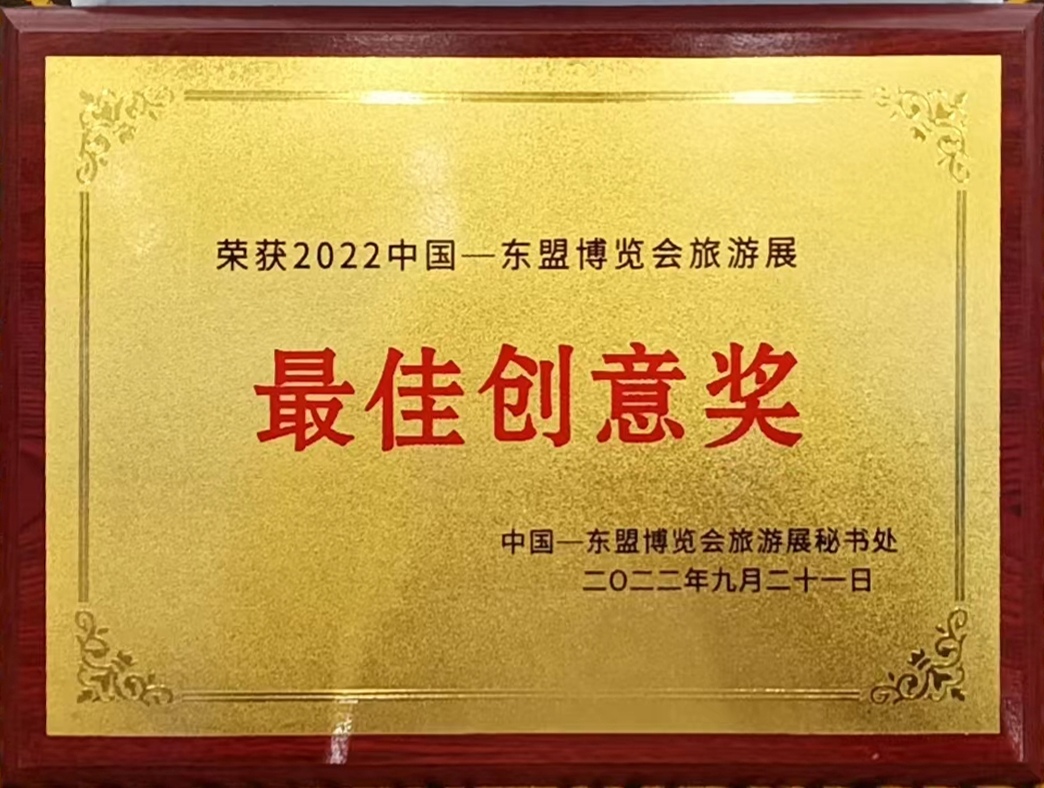 荣获2022中国—东盟博览会旅游展
最佳创意奖
中国—东盟博览会旅游展秘书处
二〇二二年九月二十一日